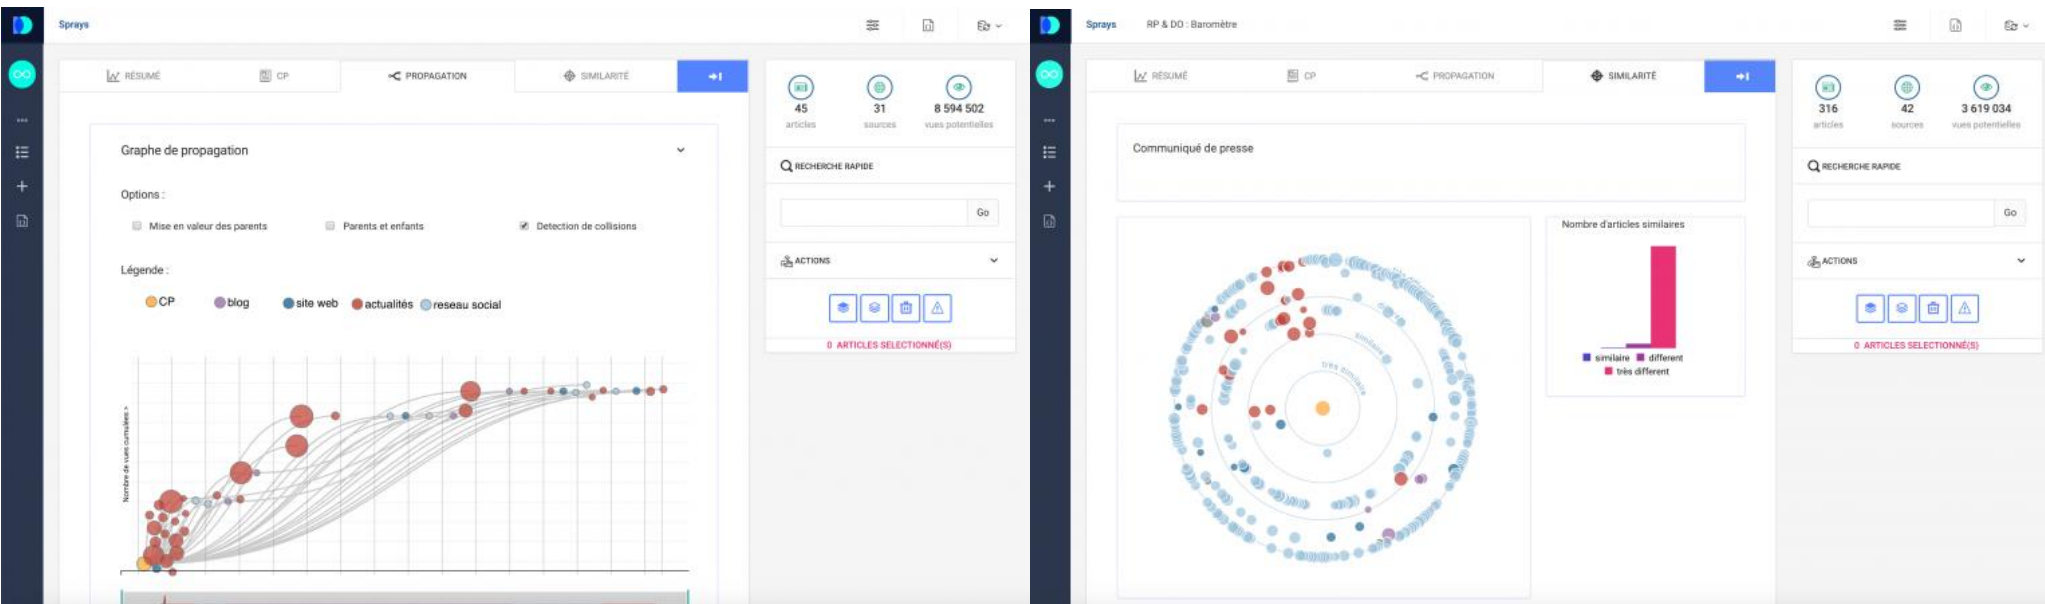 Sprays
RÉSUMÉ
CP
PROPAGATION
SIMILARITÉ
Graphe de propagation
Options :
Mise en valeur des parents
Parents et enfants
Detection de collisions
Légende :
CP
blog
site web
actualités
reseau social
Nombre de vues cumulées >
45
articles
31
sources
8 594 502
vues potentielles
RECHERCHE RAPIDE
Go
ACTIONS
0 ARTICLES SELECTIONNÉ(S)
Sprays
RP & DO : Baromètre
RÉSUMÉ
CP
PROPAGATION
SIMILARITÉ
Communiqué de presse
similaire
très similaire
Nombre d'articles similaires
similaire
different
très different
316
articles
42
sources
3 619 034
vues potentielles
RECHERCHE RAPIDE
Go
ACTIONS
0 ARTICLES SELECTIONNÉ(S)